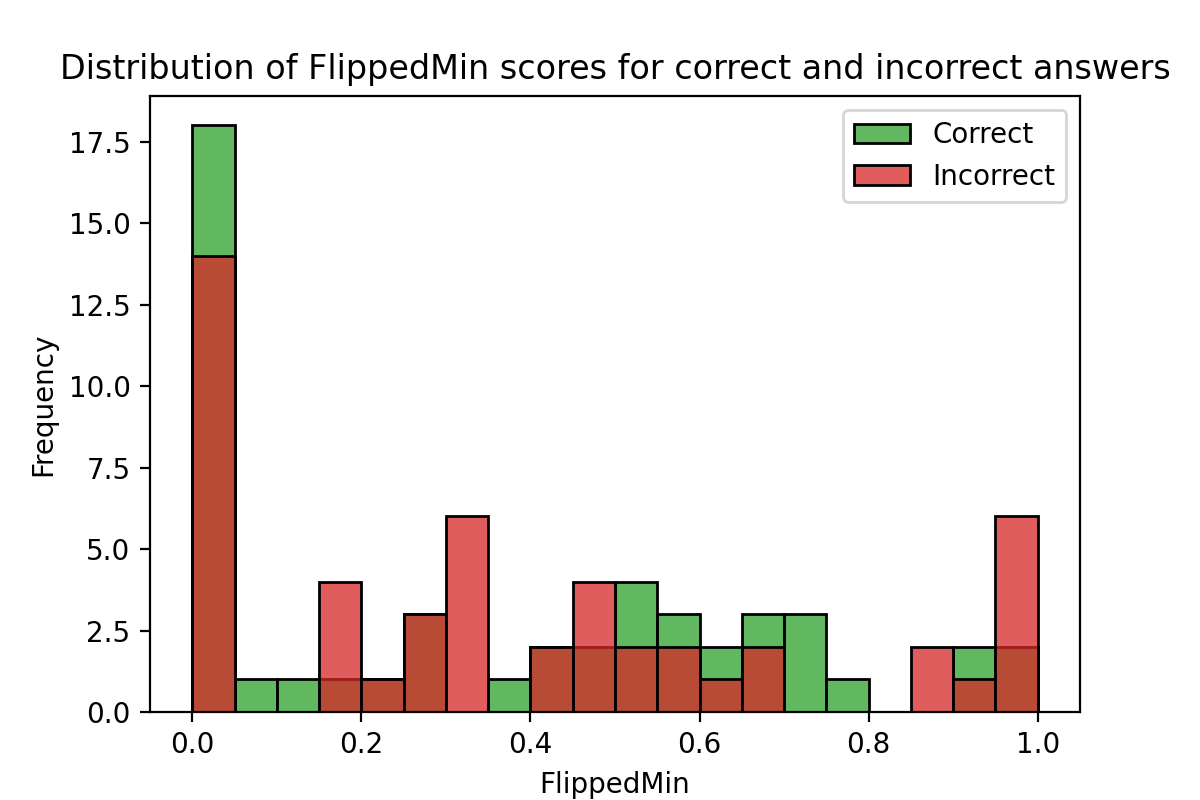 Distribution of FlippedMin scores for correct and incorrect answers
Correct
Incorrect
17.5
15.0
12.5
10.0
7.5
5.0
2.5
0.0
Frequency
0.0 0.2 0.4 0.6 0.8 1.0
FlippedMin